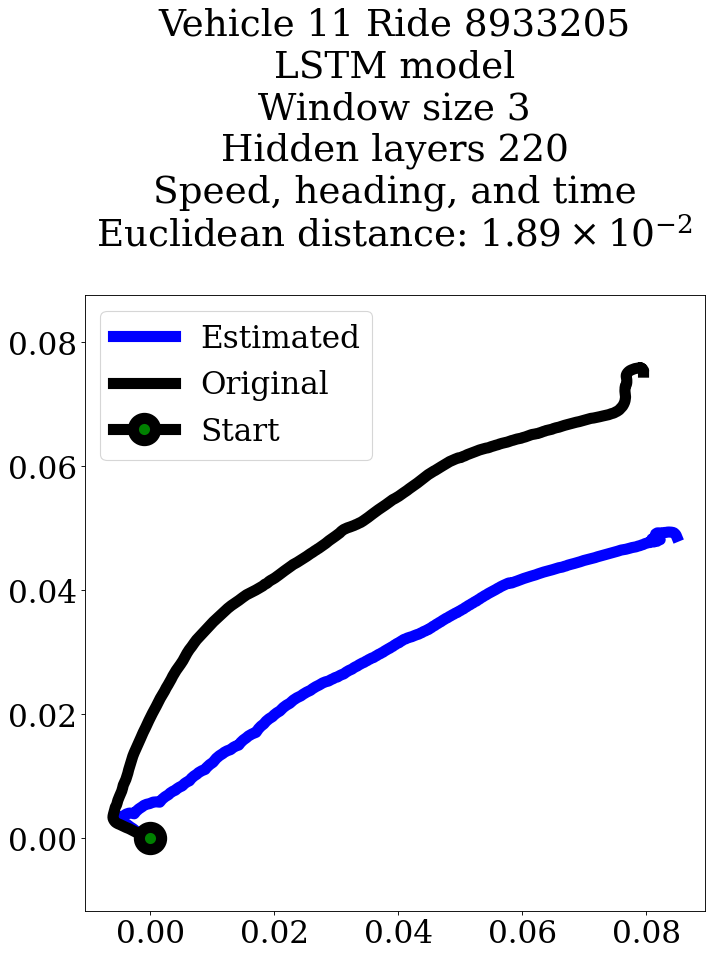 Vehicle 11 Ride 8933205
LSTM model
Window size 3
Hidden layers 220
Speed, heading, and time
Euclidean distance: 1.89 × 10⁻²
Estimated
Original
Start
0.08
0.06
0.04
0.02
0.00
0.00 0.02 0.04 0.06 0.08